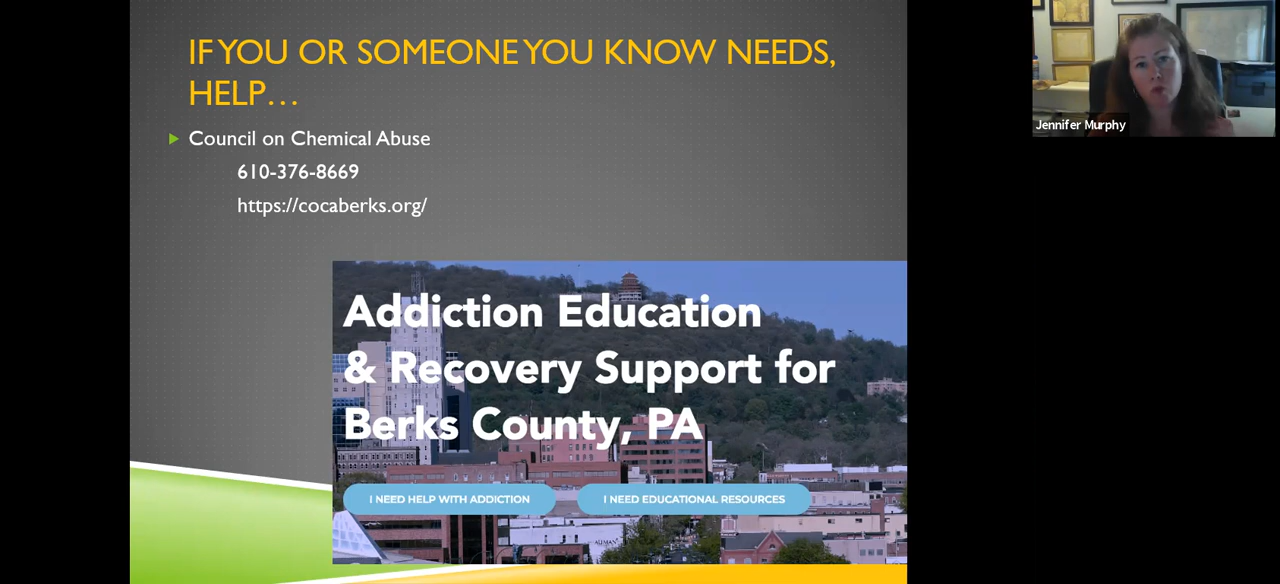 IF YOU OR SOMEONE YOU KNOW NEEDS,
HELP…
Council on Chemical Abuse
610-376-8669
https://cocaberks.org/
Addiction Education
& Recovery Support for
Berks County, PA
I NEED HELP WITH ADDICTION
I NEED EDUCATIONAL RESOURCES
Jennifer Murphy